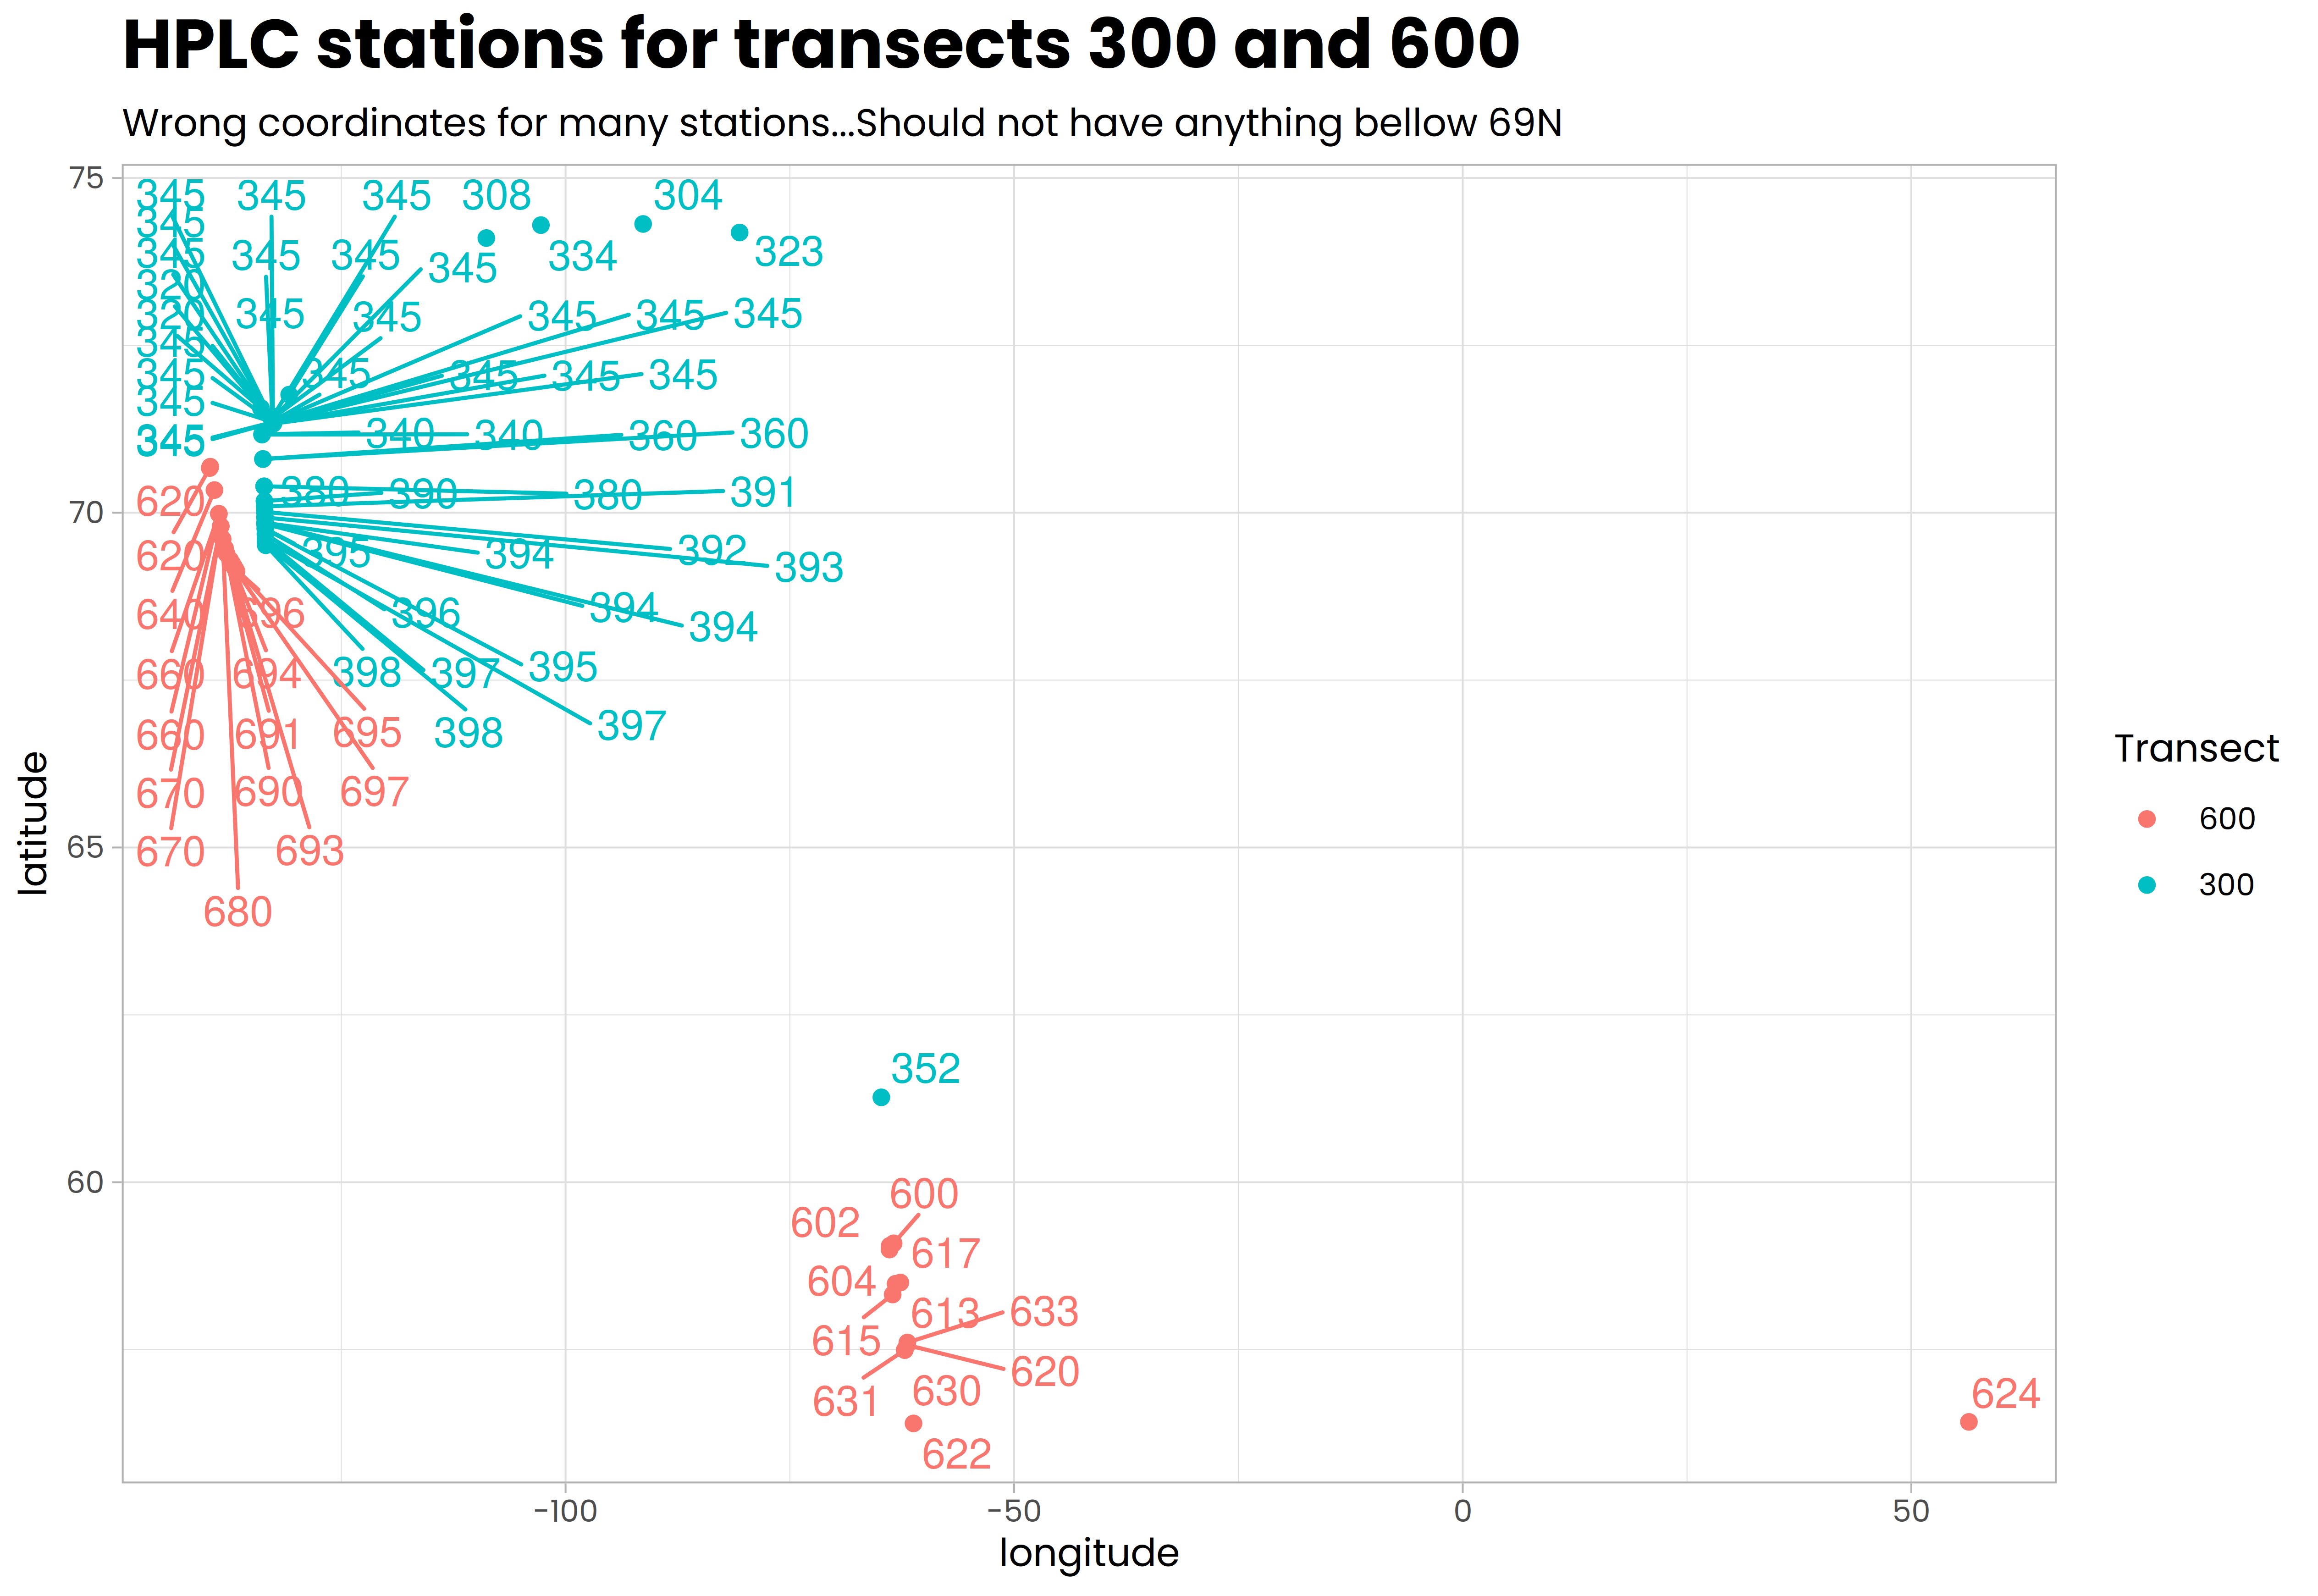 HPLC stations for transects 300 and 600
Wrong coordinates for many stations...Should not have anything bellow 69N
75
70
65
60
latitude
345 345 345 308 304
345
345 345 345 345 334 323
320
320 345 345 345 345 345
345
345 345 345 345 345
345
345 340 340 360 360
620 380 390 380 391
620 395 394 392 393
640 696 396 394 394
660 694 398 397 395
660 691 695 398 397
670 690 697
670 693
680
352
600
602
617
604
613 633
615
620
630
631
622
624
-100 -50 0 50
longitude
Transect
600
300